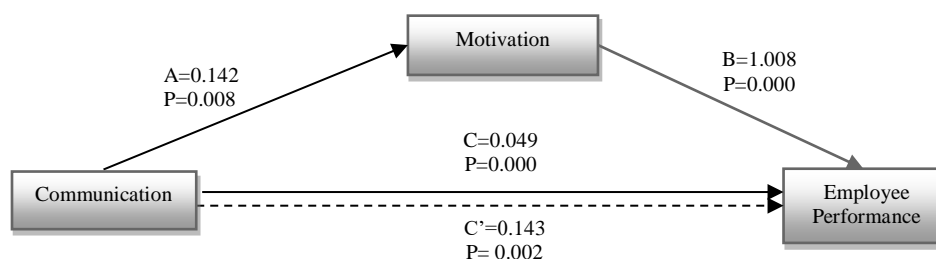 Motivation
A=0.142
P=0.008
B=1.008
P=0.000
C=0.049
P=0.000
Communication
Employee
Performance
C’=0.143
P= 0.002